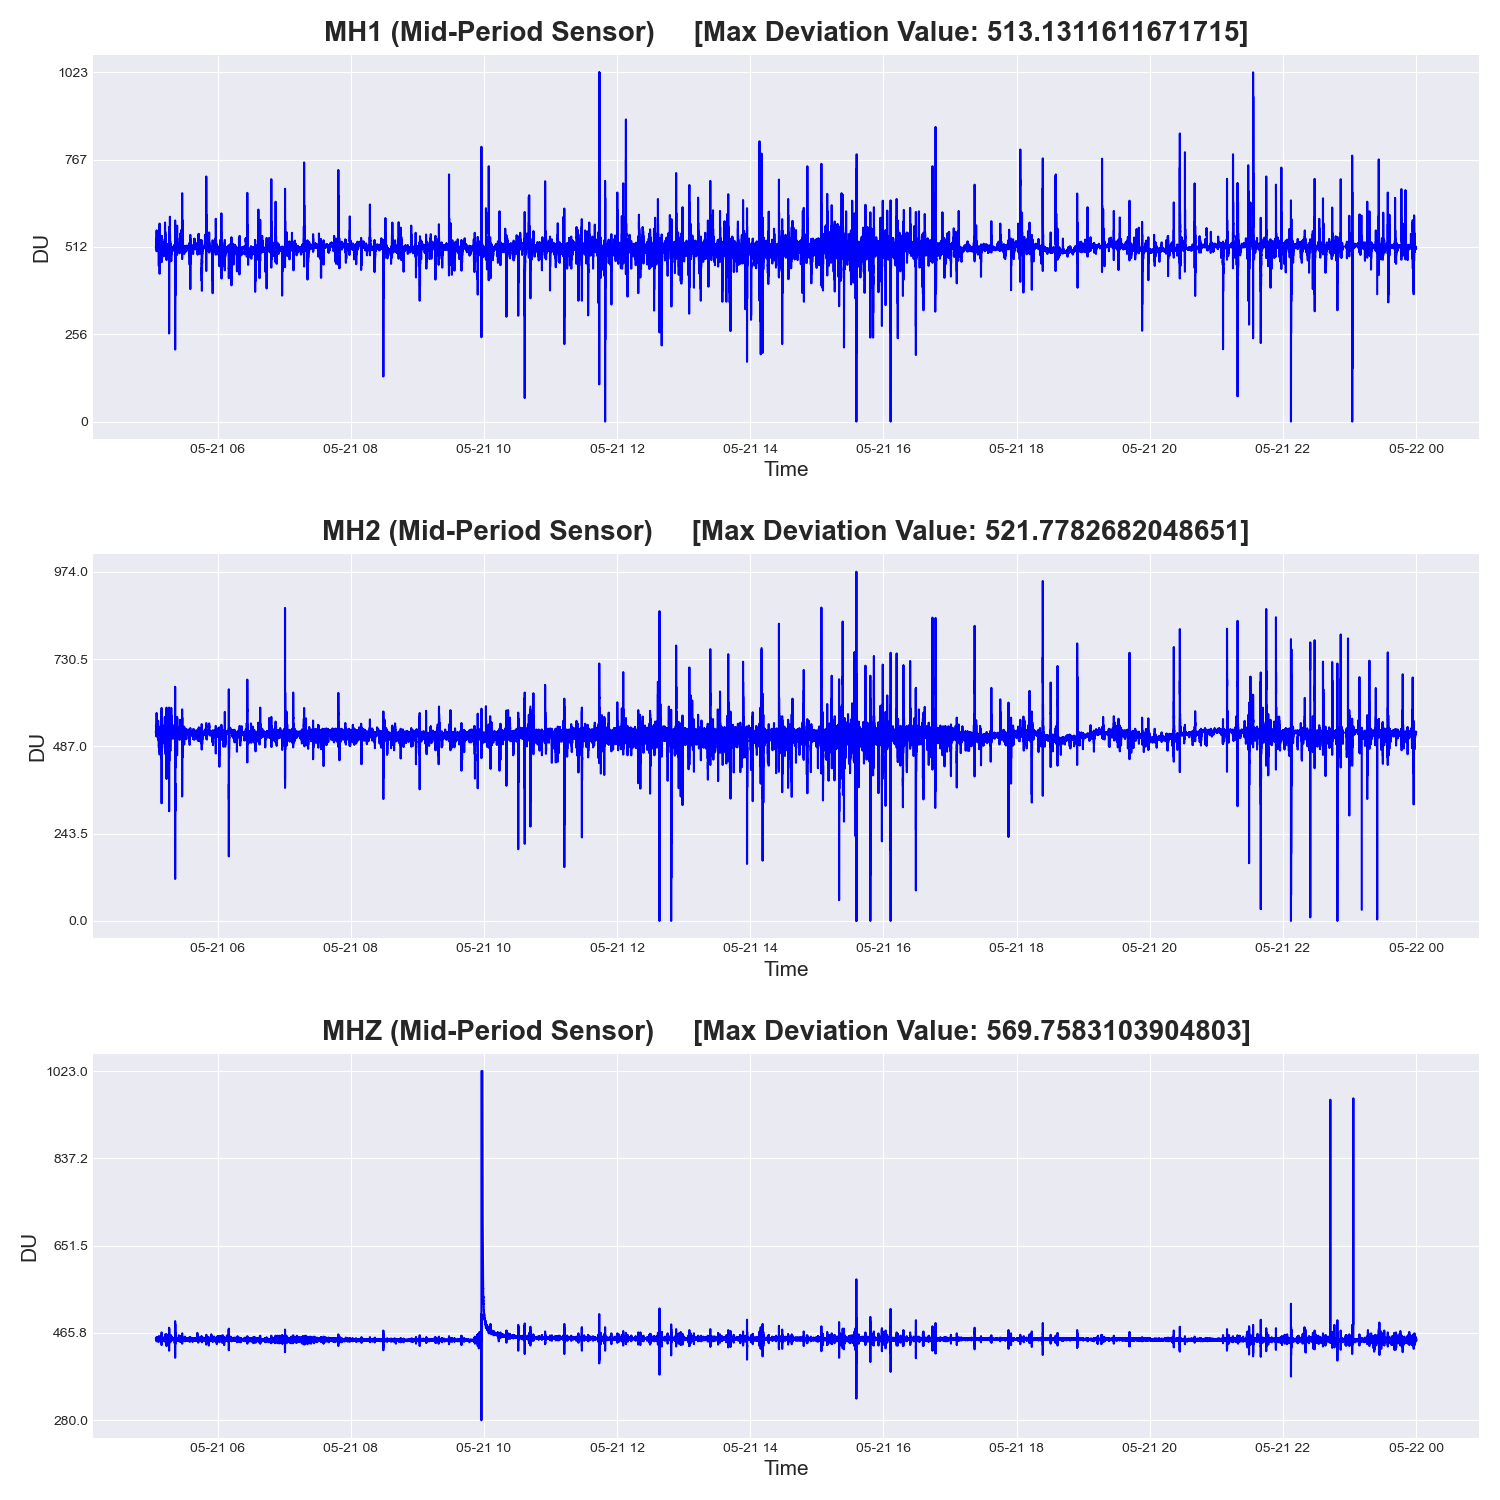 MH1 (Mid-Period Sensor) [Max Deviation Value: 513.1311611671715]
1023
767
512
256
0
DU
05-21 06 05-21 08 05-21 10 05-21 12 05-21 14 05-21 16 05-21 18 05-21 20 05-21 22 05-22 00
Time
MH2 (Mid-Period Sensor) [Max Deviation Value: 521.7782682048651]
974.0
730.5
487.0
243.5
0.0
DU
05-21 06 05-21 08 05-21 10 05-21 12 05-21 14 05-21 16 05-21 18 05-21 20 05-21 22 05-22 00
Time
MHZ (Mid-Period Sensor) [Max Deviation Value: 569.7583103904803]
1023.0
837.2
651.5
465.8
280.0
DU
05-21 06 05-21 08 05-21 10 05-21 12 05-21 14 05-21 16 05-21 18 05-21 20 05-21 22 05-22 00
Time